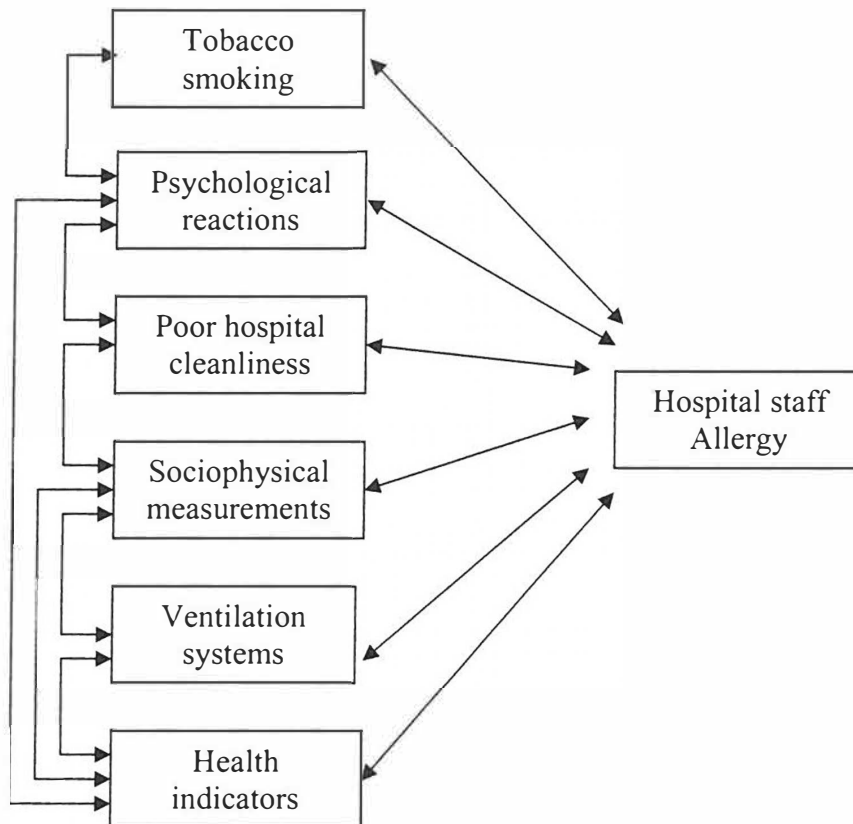 Tobacco
smoking
Psychological
reactions
Poor hospital
cleanliness
Hospital staff
Allergy
Sociophysical
measurements
Ventilation
systems
Health
indicators